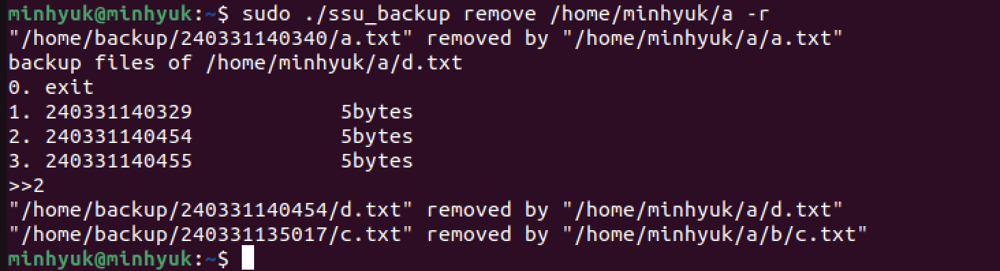 minhyuk@minhyuk:~$ sudo ./ssu_backup remove /home/minhyuk/a -r
"/home/backup/240331140340/a.txt" removed by "/home/minhyuk/a/a.txt"
backup files of /home/minhyuk/a/d.txt
0. exit
1. 240331140329            5bytes
2. 240331140454            5bytes
3. 240331140455            5bytes
>>2
"/home/backup/240331140454/d.txt" removed by "/home/minhyuk/a/d.txt"
"/home/backup/240331135017/c.txt" removed by "/home/minhyuk/a/b/c.txt"
minhyuk@minhyuk:~$